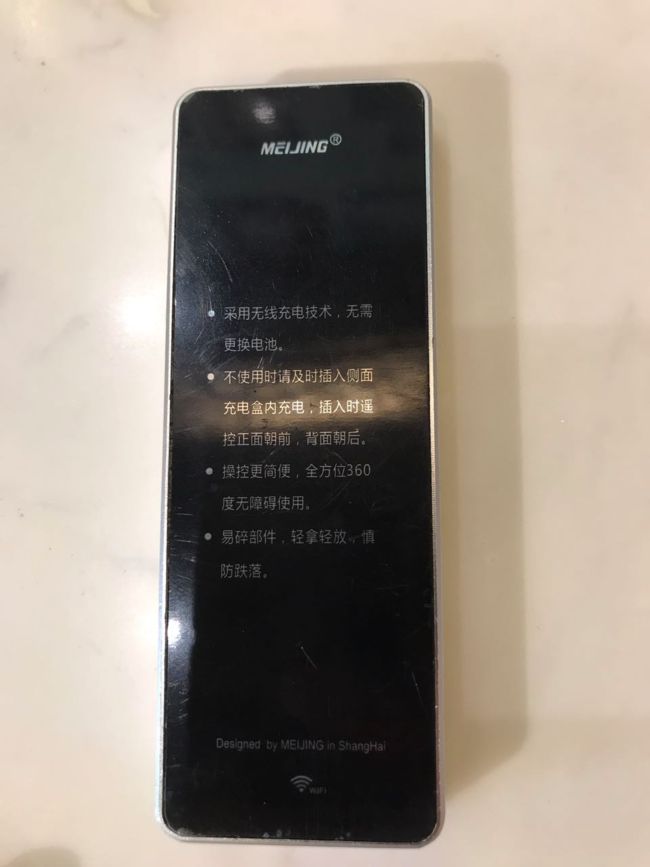 MEIJING®
• 采用无线充电技术，无需
更换电池。
• 不使用时请及时插入侧面
充电盒内充电，插入时遥
控正面朝前，背面朝后。
• 操控更简便，全方位360
度无障碍使用。
• 易碎部件，轻拿轻放，慎
防跌落。
Designed by MEIJING in ShangHai
WiFi